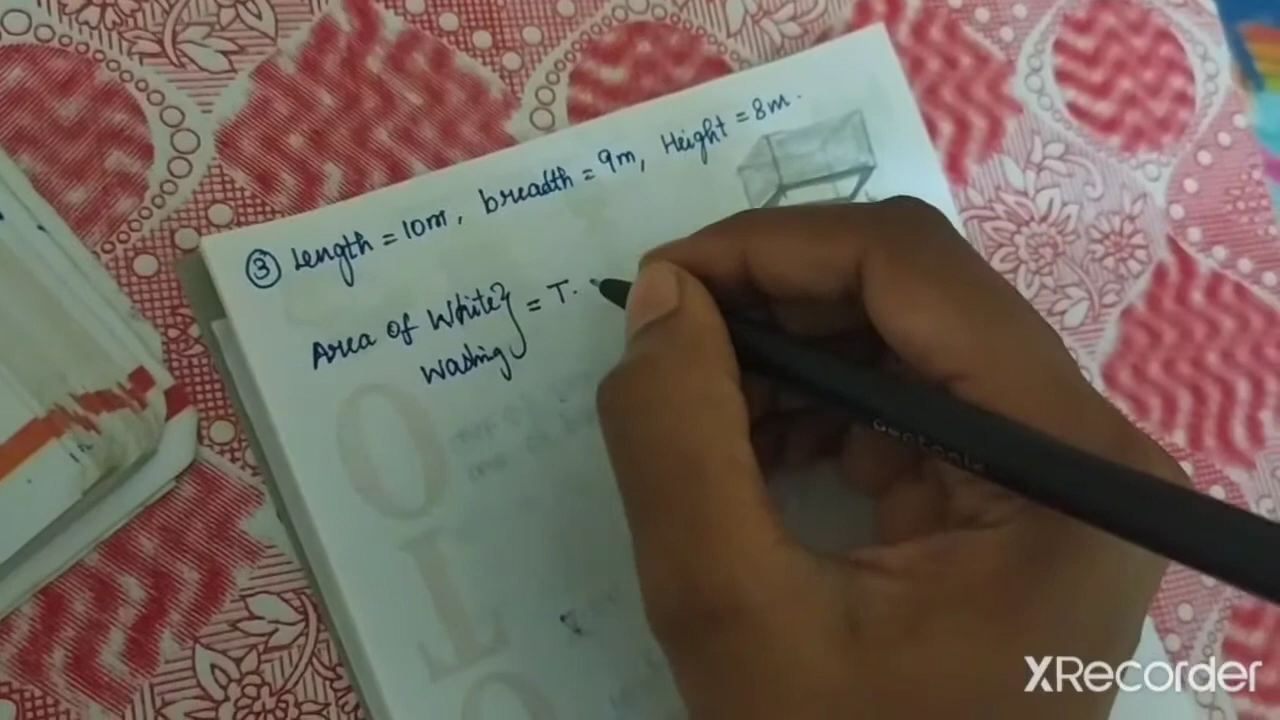 ③ Length = 10m, breadth = 9m, Height = 8m.
Area of White} = T.
washing
XRecorder